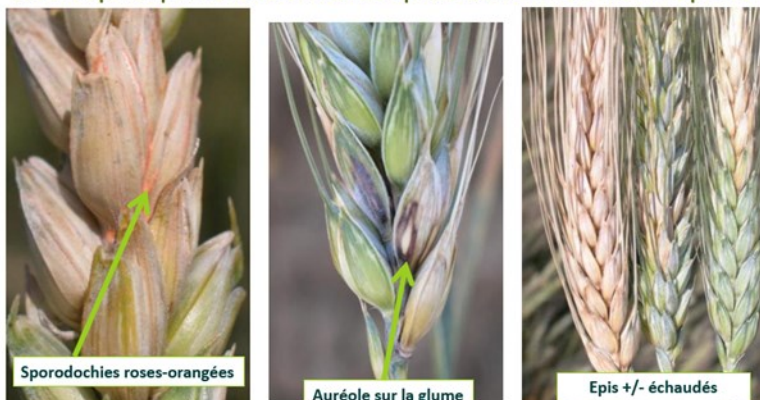 Sporodochies roses-orangées
Auréole sur la glume
Epis +/- échaudés